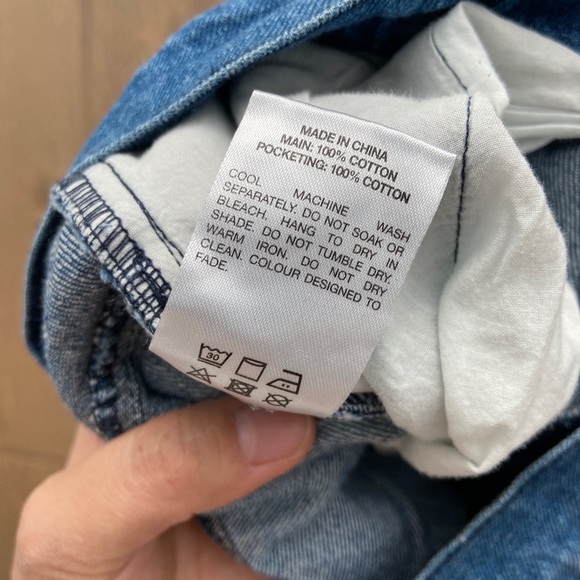 MADE IN CHINA
MAIN: 100% COTTON
POCKETING: 100% COTTON
COOL MACHINE WASH
SEPARATELY. DO NOT SOAK OR
BLEACH. HANG TO DRY IN
SHADE. DO NOT TUMBLE DRY.
WARM IRON. DO NOT DRY
CLEAN. COLOUR DESIGNED TO
FADE.
30